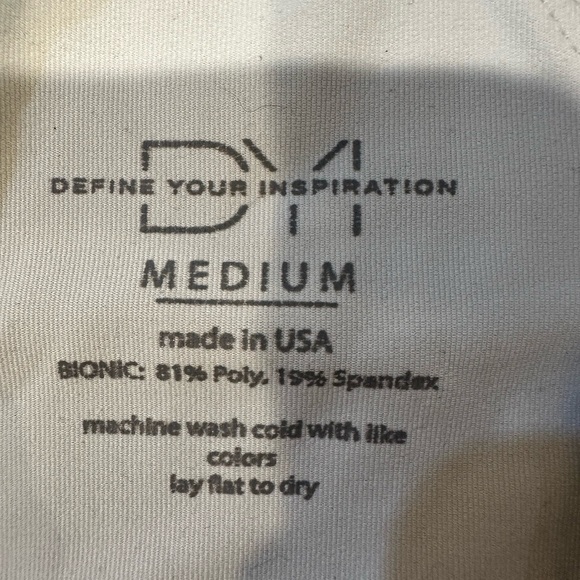 DYI
DEFINE YOUR INSPIRATION
MEDIUM
made in USA
BIONIC: 81% Poly, 19% Spandex
machine wash cold with like
colors
lay flat to dry